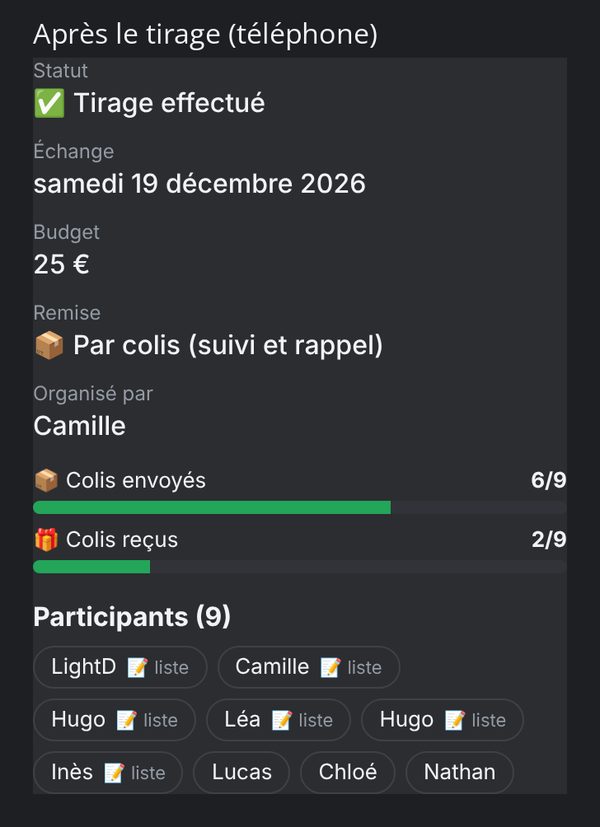 Après le tirage (téléphone)
Statut
✅ Tirage effectué
Échange
samedi 19 décembre 2026
Budget
25 €
Remise
📦 Par colis (suivi et rappel)
Organisé par
Camille
📦 Colis envoyés 6/9
🎁 Colis reçus 2/9
Participants (9)
LightD 📝 liste Camille 📝 liste
Hugo 📝 liste Léa 📝 liste Hugo 📝 liste
Inès 📝 liste Lucas Chloé Nathan